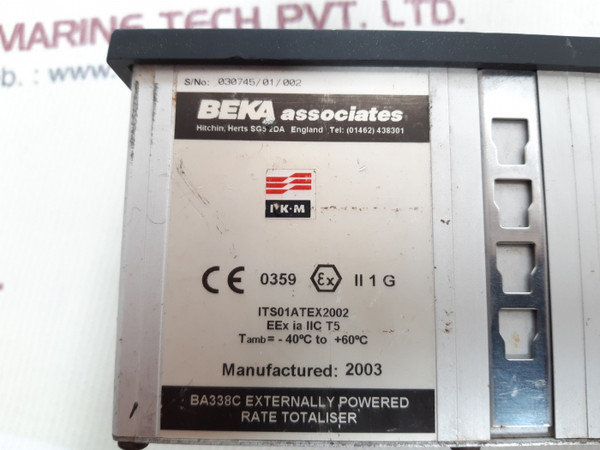 MARINE TECH PVT. LTD.
S/No: 030745/01/002
BEKA associates
Hitchin, Herts SG5 2DA England Tel: (01462) 438301
I•K•M
CE 0359 Ex II 1 G
ITS01ATEX2002
EEx ia IIC T5
Tamb = - 40ºC to +60ºC
Manufactured: 2003
BA338C EXTERNALLY POWERED
RATE TOTALISER